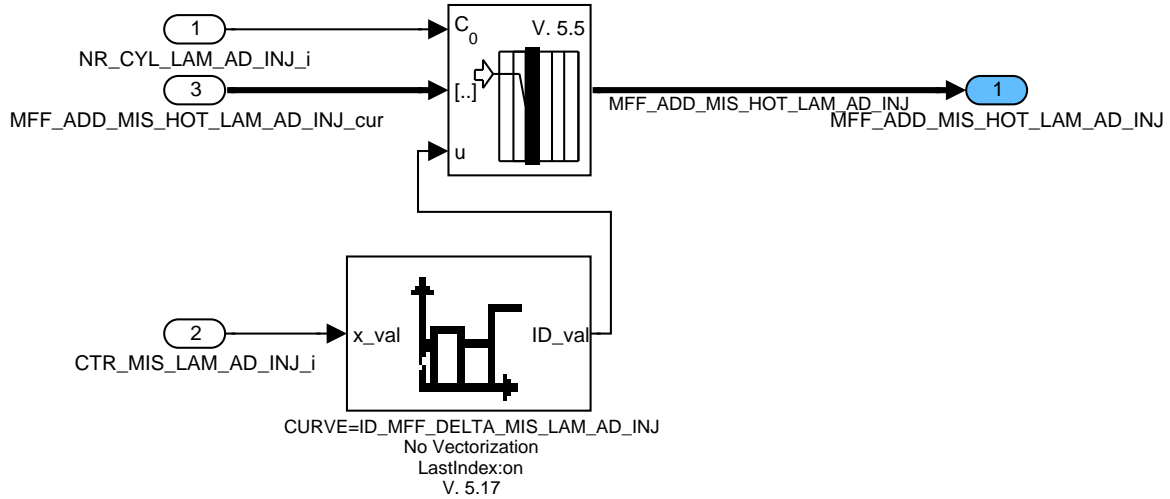 1
NR_CYL_LAM_AD_INJ_i
3
MFF_ADD_MIS_HOT_LAM_AD_INJ_cur
C0
V. 5.5
[..]
u
MFF_ADD_MIS_HOT_LAM_AD_INJ
1
MFF_ADD_MIS_HOT_LAM_AD_INJ
2
CTR_MIS_LAM_AD_INJ_i
x_val
ID_val
CURVE=ID_MFF_DELTA_MIS_LAM_AD_INJ
No Vectorization
LastIndex:on
V. 5.17